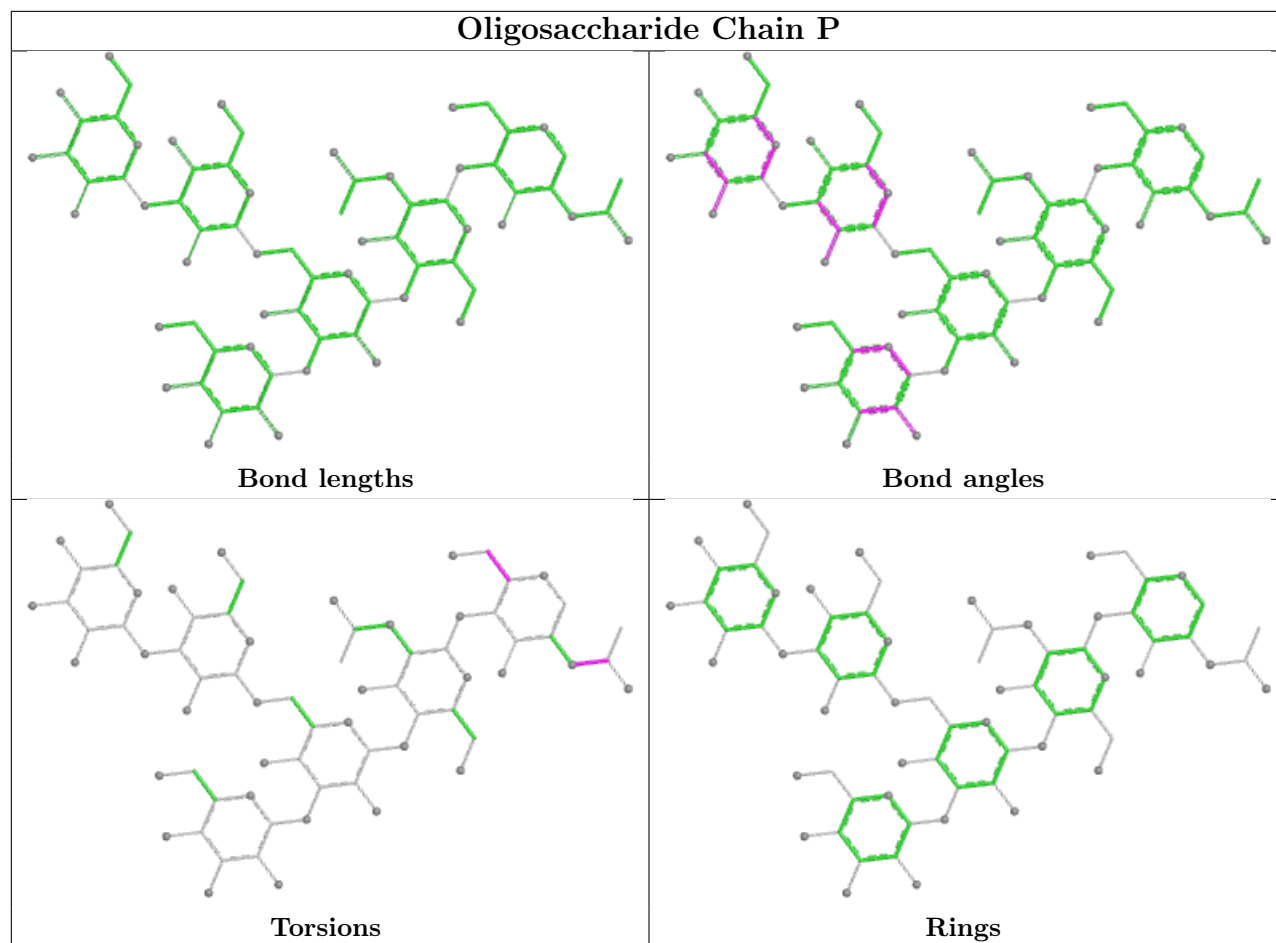 Oligosaccharide Chain P
Bond lengths
Bond angles
Torsions
Rings